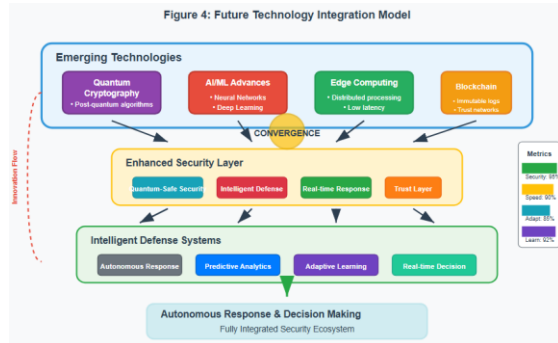 Figure 4: Future Technology Integration Model
Emerging Technologies
Quantum
Cryptography
• Post-quantum algorithms
AI/ML Advances
• Neural Networks
• Deep Learning
Edge Computing
• Distributed processing
• Low latency
Blockchain
• Immutable logs
• Trust networks
CONVERGENCE
Innovation Flow
Enhanced Security Layer
Quantum-Safe Security
Intelligent Defense
Real-time Response
Trust Layer
Metrics
Security: 95%
Speed: 90%
Adapt: 88%
Learn: 92%
Intelligent Defense Systems
Autonomous Response
Predictive Analytics
Adaptive Learning
Real-time Decision
Autonomous Response & Decision Making
Fully Integrated Security Ecosystem